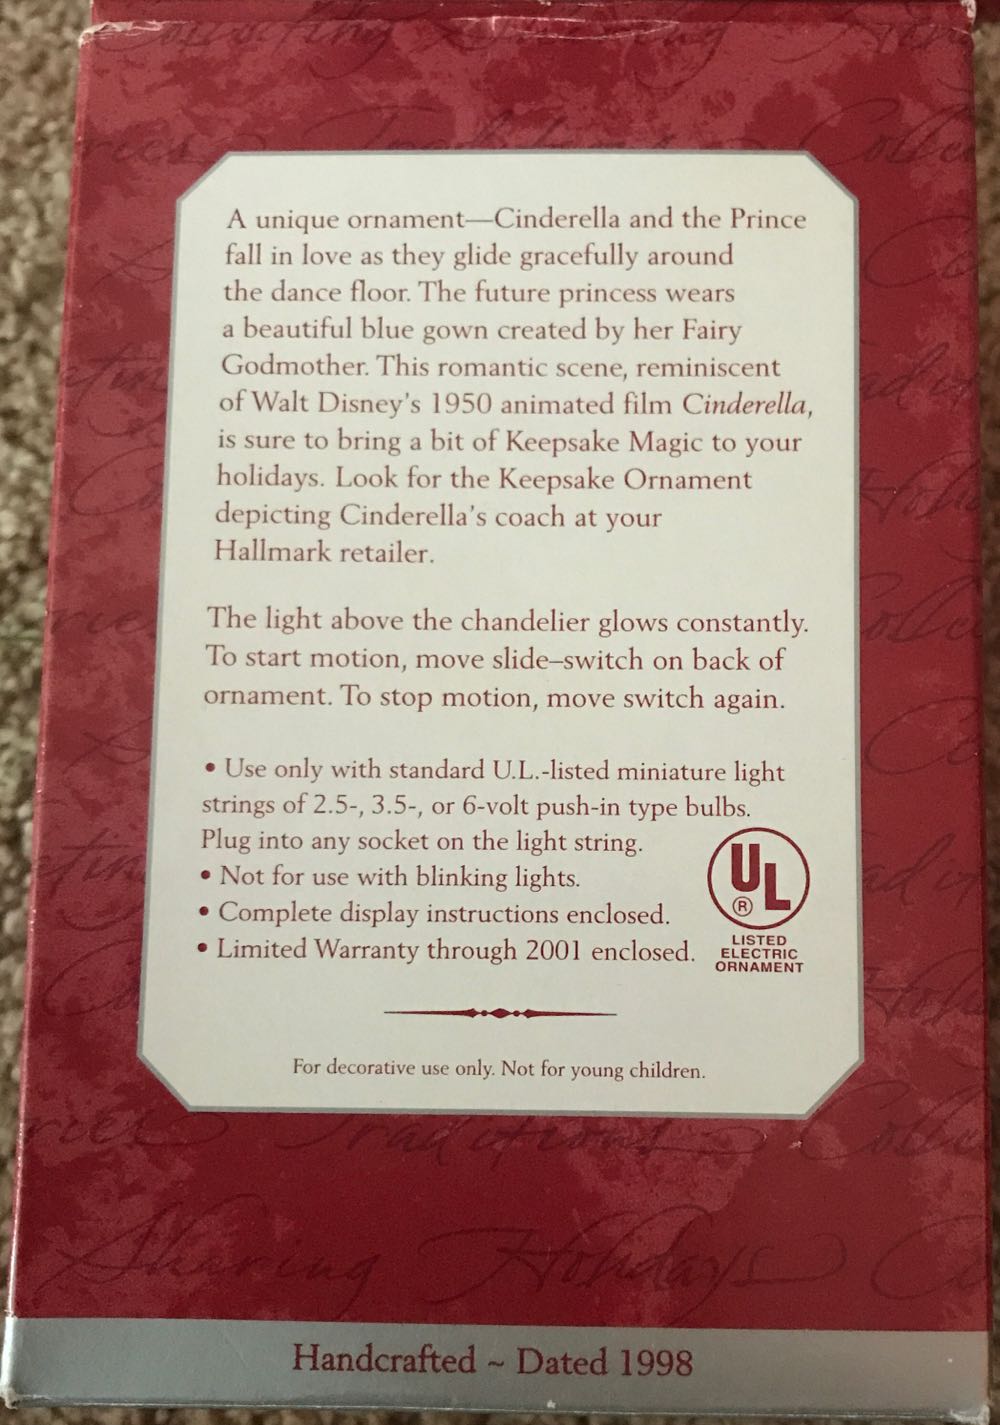 A unique ornament—Cinderella and the Prince
fall in love as they glide gracefully around
the dance floor. The future princess wears
a beautiful blue gown created by her Fairy
Godmother. This romantic scene, reminiscent
of Walt Disney's 1950 animated film Cinderella,
is sure to bring a bit of Keepsake Magic to your
holidays. Look for the Keepsake Ornament
depicting Cinderella's coach at your
Hallmark retailer.
The light above the chandelier glows constantly.
To start motion, move slide–switch on back of
ornament. To stop motion, move switch again.
• Use only with standard U.L.-listed miniature light
strings of 2.5-, 3.5-, or 6-volt push-in type bulbs.
Plug into any socket on the light string.
• Not for use with blinking lights.
• Complete display instructions enclosed.
• Limited Warranty through 2001 enclosed.
UL
®
LISTED
ELECTRIC
ORNAMENT
For decorative use only. Not for young children.
Traditions
Sharing Holidays
Handcrafted ~ Dated 1998